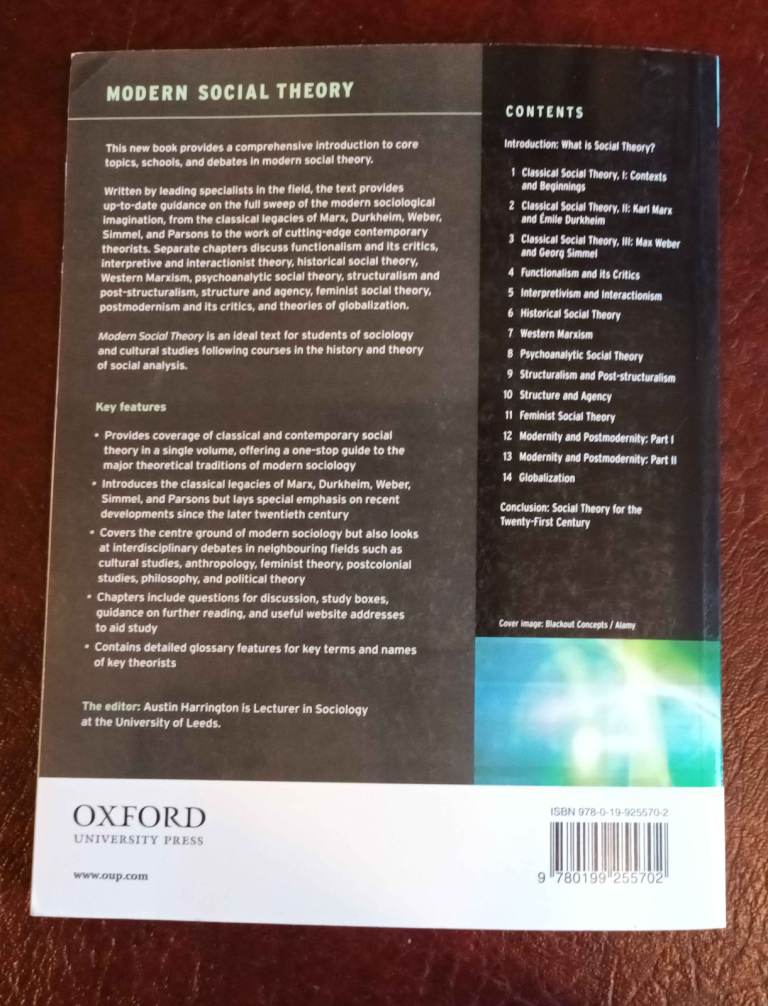 MODERN SOCIAL THEORY
This new book provides a comprehensive introduction to core
topics, schools, and debates in modern social theory.
Written by leading specialists in the field, the text provides
up-to-date guidance on the full sweep of the modern sociological
imagination, from the classical legacies of Marx, Durkheim, Weber,
Simmel, and Parsons to the work of cutting-edge contemporary
theorists. Separate chapters discuss functionalism and its critics,
interpretive and interactionist theory, historical social theory,
Western Marxism, psychoanalytic social theory, structuralism and
post-structuralism, structure and agency, feminist social theory,
postmodernism and its critics, and theories of globalization.
Modern Social Theory is an ideal text for students of sociology
and cultural studies following courses in the history and theory
of social analysis.
Key features
• Provides coverage of classical and contemporary social
theory in a single volume, offering a one-stop guide to the
major theoretical traditions of modern sociology
• Introduces the classical legacies of Marx, Durkheim, Weber,
Simmel, and Parsons but lays special emphasis on recent
developments since the later twentieth century
• Covers the centre ground of modern sociology but also looks
at interdisciplinary debates in neighbouring fields such as
cultural studies, anthropology, feminist theory, postcolonial
studies, philosophy, and political theory
• Chapters include questions for discussion, study boxes,
guidance on further reading, and useful website addresses
to aid study
• Contains detailed glossary features for key terms and names
of key theorists
The editor: Austin Harrington is Lecturer in Sociology
at the University of Leeds.
CONTENTS
Introduction: What is Social Theory?
1 Classical Social Theory, I: Contexts
and Beginnings
2 Classical Social Theory, II: Karl Marx
and Émile Durkheim
3 Classical Social Theory, III: Max Weber
and Georg Simmel
4 Functionalism and its Critics
5 Interpretivism and Interactionism
6 Historical Social Theory
7 Western Marxism
8 Psychoanalytic Social Theory
9 Structuralism and Post-structuralism
10 Structure and Agency
11 Feminist Social Theory
12 Modernity and Postmodernity: Part I
13 Modernity and Postmodernity: Part II
14 Globalization
Conclusion: Social Theory for the
Twenty-First Century
Cover image: Blackout Concepts / Alamy
OXFORD
UNIVERSITY PRESS
www.oup.com
ISBN 978-0-19-925570-2
9 780199 255702